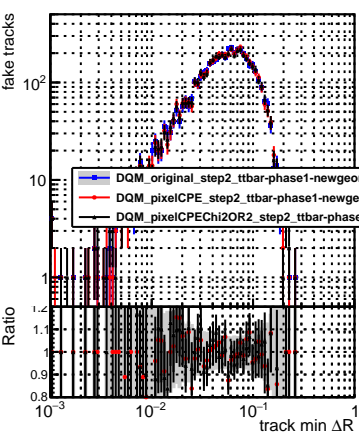 fake tracks
10²
10
1
DQM_original_step2_ttbar-phase1-newgeo
DQM_pixelCPE_step2_ttbar-phase1-newge
DQM_pixelCPEChi2OR2_step2_ttbar-phase
Ratio
1.2
1.1
1
0.9
0.8
10⁻³ 10⁻² 10⁻¹ 1
track min ΔR